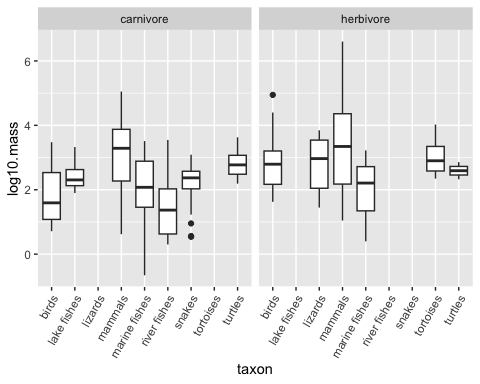 carnivore herbivore
6
4
2
0
log10.mass
birds lake fishes lizards mammals marine fishes river fishes snakes tortoises turtles birds lake fishes lizards mammals marine fishes river fishes snakes tortoises turtles
taxon